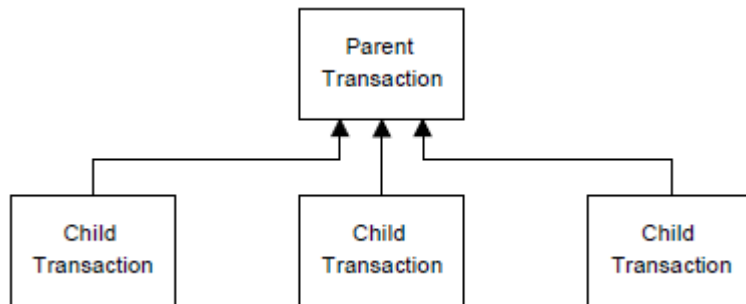 Parent
Transaction
Child
Transaction
Child
Transaction
Child
Transaction